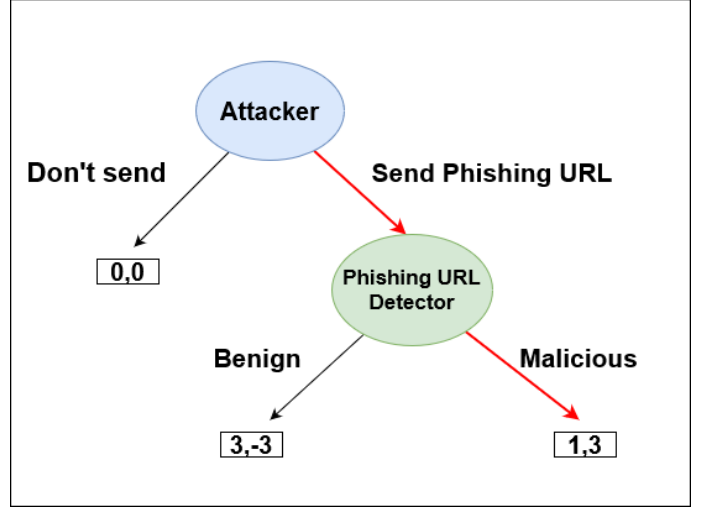 Attacker
Don't send
Send Phishing URL
0,0
Phishing URL
Detector
Benign
Malicious
3,-3
1,3